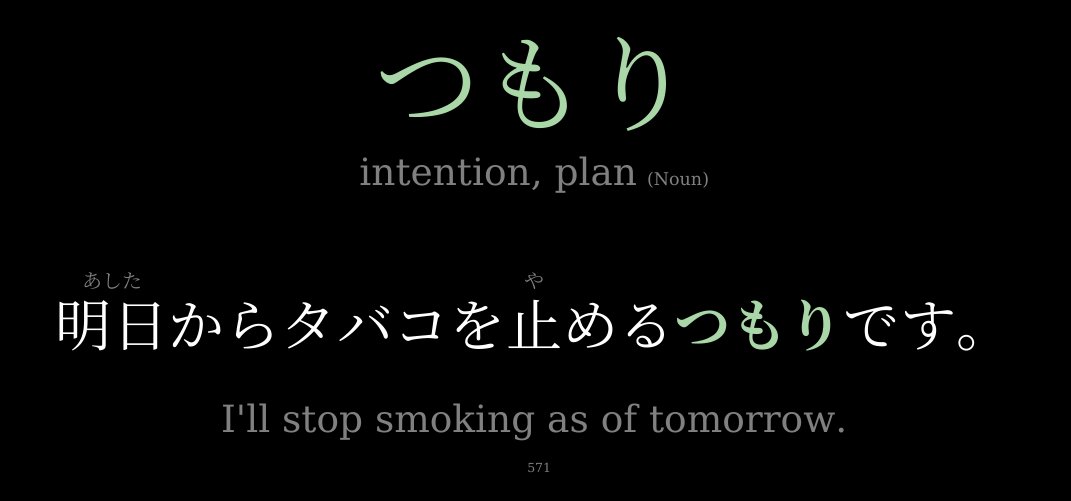 つもり
intention, plan (Noun)
あした や
明日からタバコを止めるつもりです。
I'll stop smoking as of tomorrow.
571